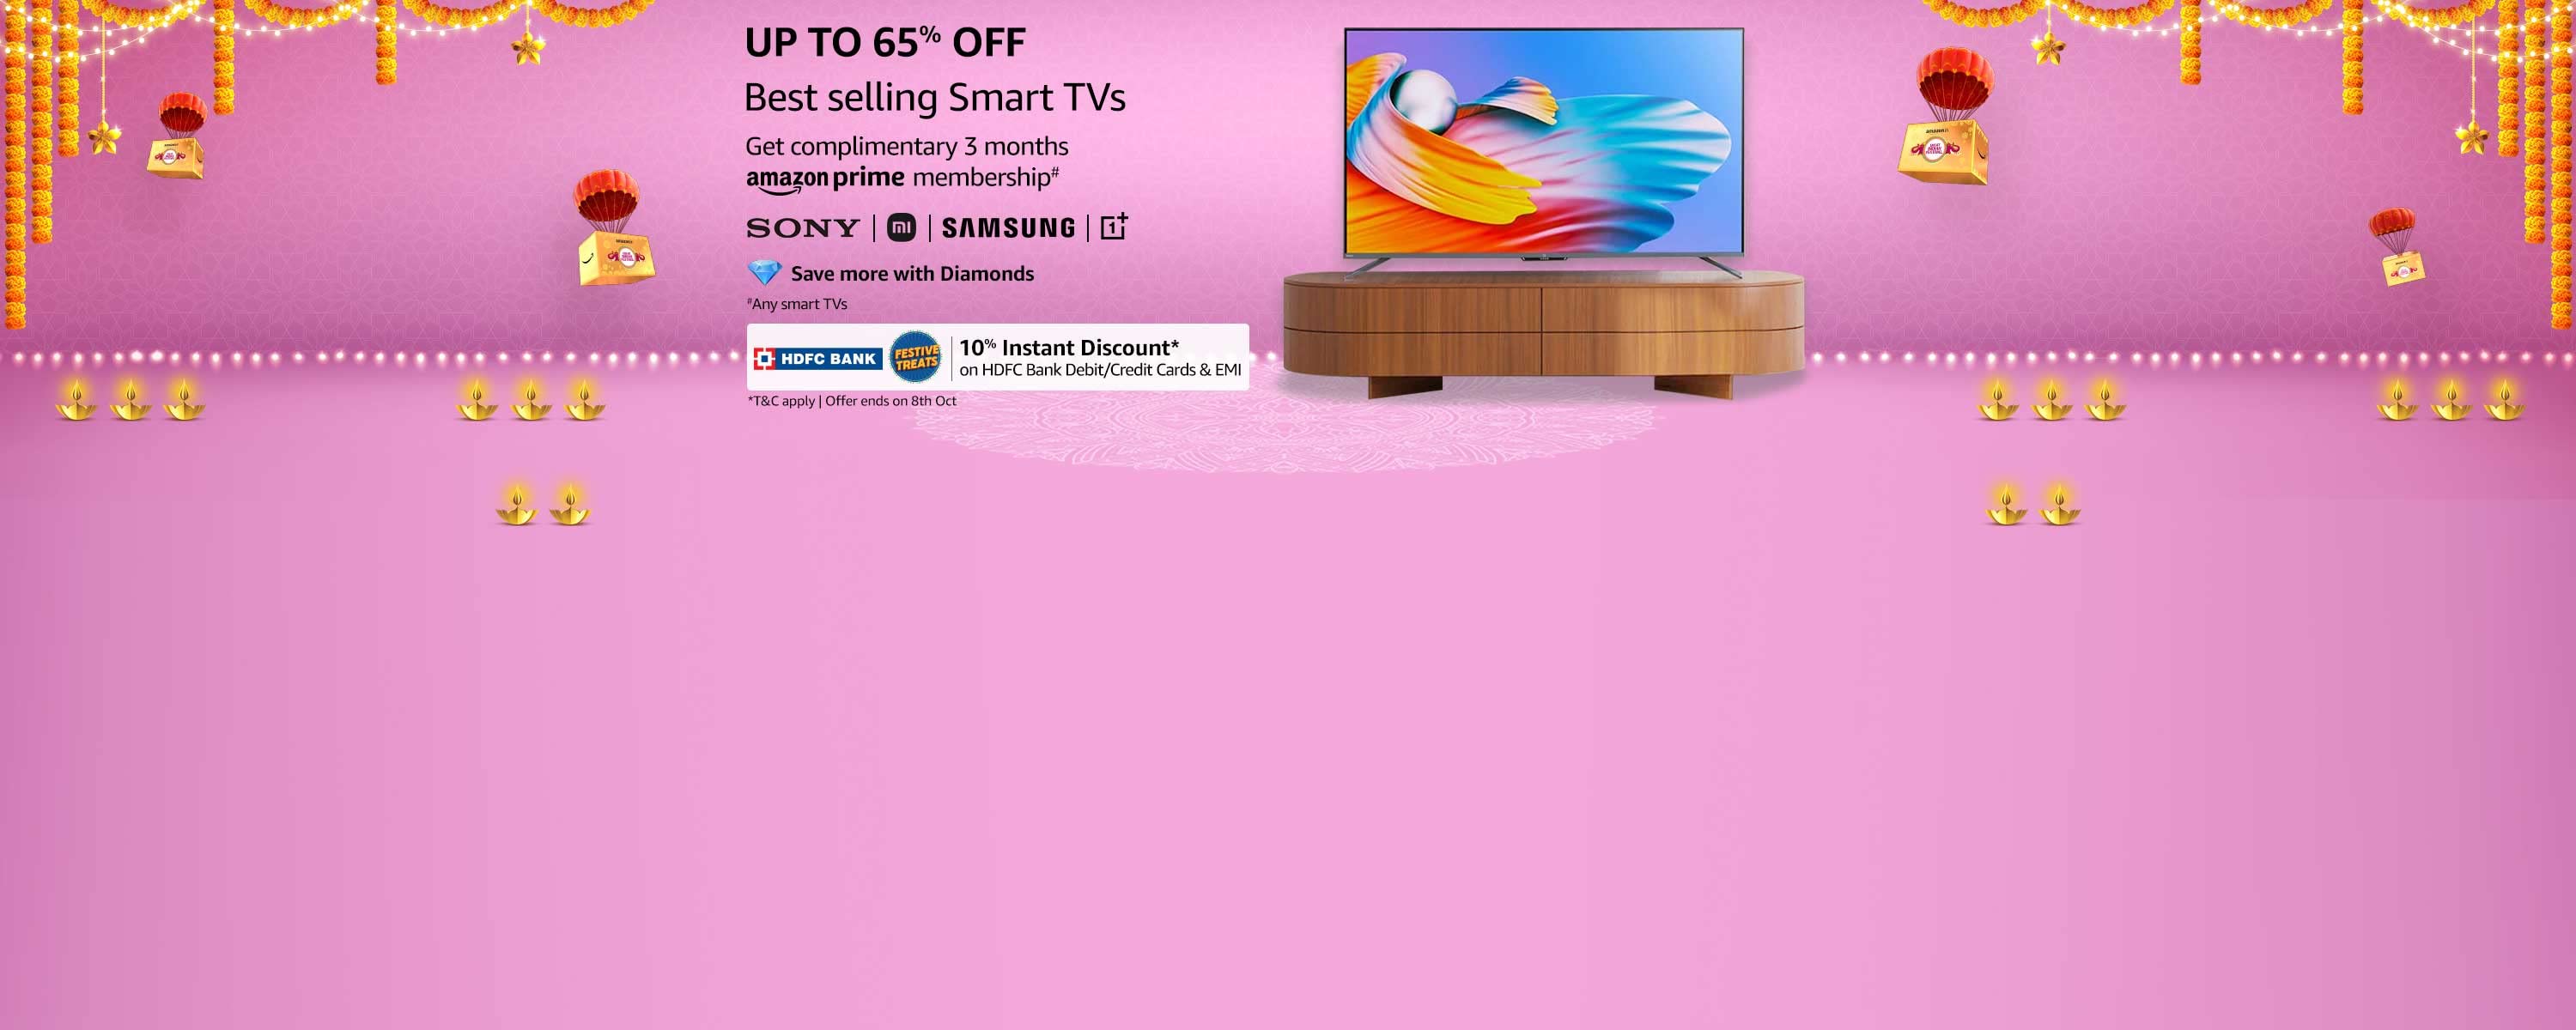 UP TO 65% OFF
Best selling Smart TVs
Get complimentary 3 months
amazon prime membership#
SONY | mi | SAMSUNG | 1+
Save more with Diamonds
#Any smart TVs
HDFC BANK
FESTIVE
TREATS
10% Instant Discount*
on HDFC Bank Debit/Credit Cards & EMI
*T&C apply | Offer ends on 8th Oct